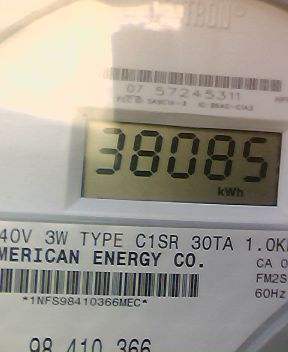 TRON
07 57245311
38085
kWh
40V 3W TYPE C1SR 30TA 1.0K
MERICAN ENERGY CO.
CA 0
FM2S
60Hz
*1NFS98410366MEC*
98 410 366